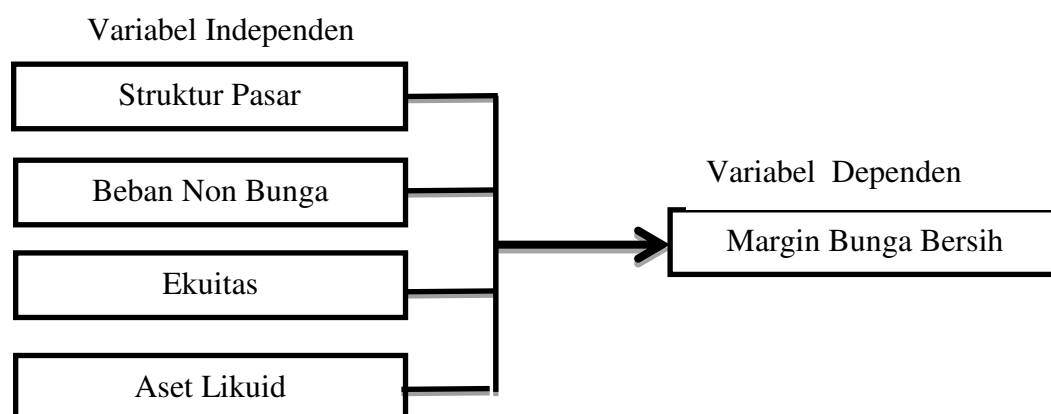 Variabel Independen
Struktur Pasar
Beban Non Bunga
Ekuitas
Aset Likuid
Variabel Dependen
Margin Bunga Bersih